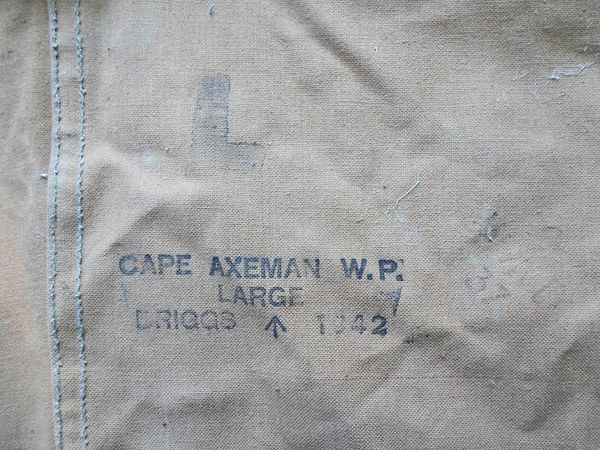 L
CAPE AXEMAN W.P.
LARGE
BRIGGS ↑ 1942